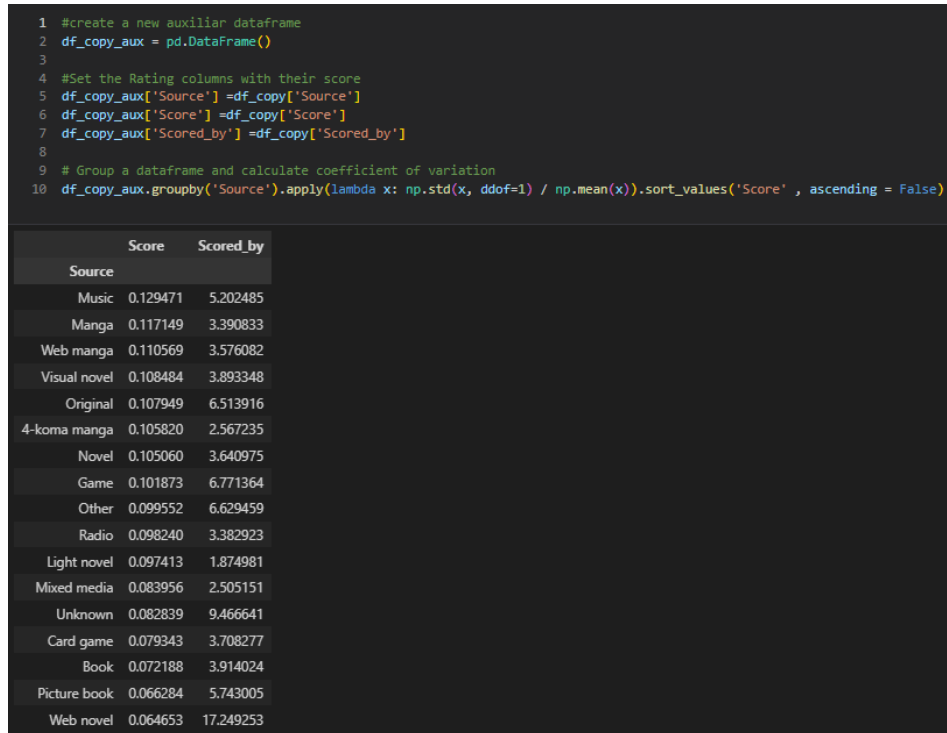 1 #create a new auxiliar dataframe
2 df_copy_aux = pd.DataFrame()
3
4 #Set the Rating columns with their score
5 df_copy_aux['Source'] =df_copy['Source']
6 df_copy_aux['Score'] =df_copy['Score']
7 df_copy_aux['Scored_by'] =df_copy['Scored_by']
8
9 # Group a dataframe and calculate coefficient of variation
10 df_copy_aux.groupby('Source').apply(lambda x: np.std(x, ddof=1) / np.mean(x)).sort_values('Score' , ascending = False)
Score Scored_by
Source
Music 0.129471 5.202485
Manga 0.117149 3.390833
Web manga 0.110569 3.576082
Visual novel 0.108484 3.893348
Original 0.107949 6.513916
4-koma manga 0.105820 2.567235
Novel 0.105060 3.640975
Game 0.101873 6.771364
Other 0.099552 6.629459
Radio 0.098240 3.382923
Light novel 0.097413 1.874981
Mixed media 0.083956 2.505151
Unknown 0.082839 9.466641
Card game 0.079343 3.708277
Book 0.072188 3.914024
Picture book 0.066284 5.743005
Web novel 0.064653 17.249253